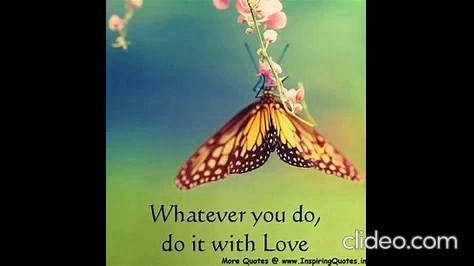 Whatever you do,
do it with Love
More Quotes @ www.InspiringQuotes.in
clideo.com